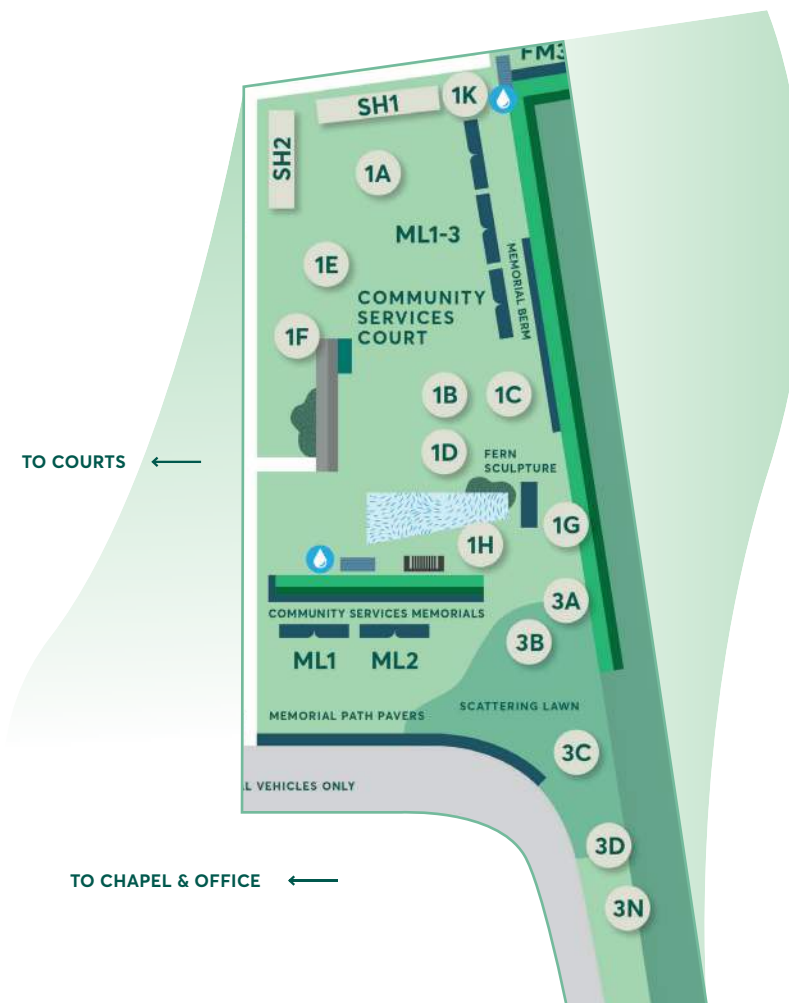 FM3
SH1
1K
SH2
1A
ML1-3
1E
MEMORIAL BERM
COMMUNITY
SERVICES
COURT
1F
1B
1C
TO COURTS
1D
FERN
SCULPTURE
1G
1H
3A
COMMUNITY SERVICES MEMORIALS
3B
ML1
ML2
SCATTERING LAWN
MEMORIAL PATH PAVERS
3C
L VEHICLES ONLY
3D
TO CHAPEL & OFFICE
3N